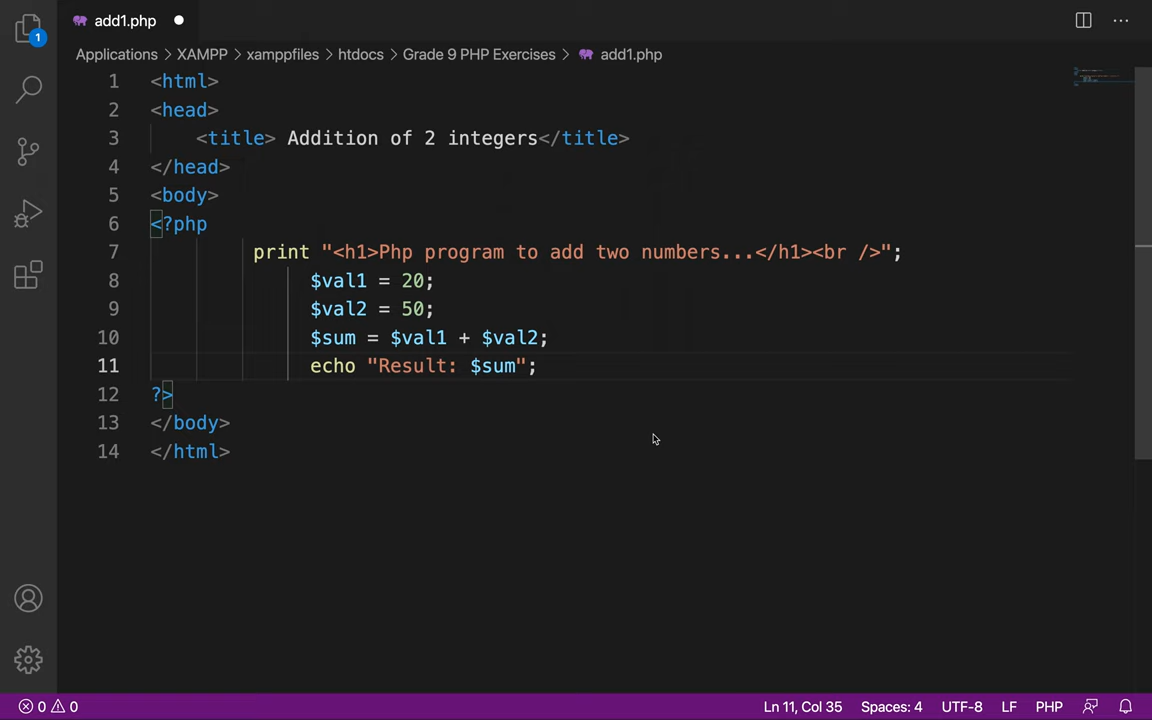 add1.php
1
Applications > XAMPP > xamppfiles > htdocs > Grade 9 PHP Exercises > add1.php
1 <html>
2 <head>
3 <title> Addition of 2 integers</title>
4 </head>
5 <body>
6 <?php
7 print "<h1>Php program to add two numbers...</h1><br />";
8 $val1 = 20;
9 $val2 = 50;
10 $sum = $val1 + $val2;
11 echo "Result: $sum";
12 ?>
13 </body>
14 </html>
0 0 Ln 11, Col 35 Spaces: 4 UTF-8 LF PHP